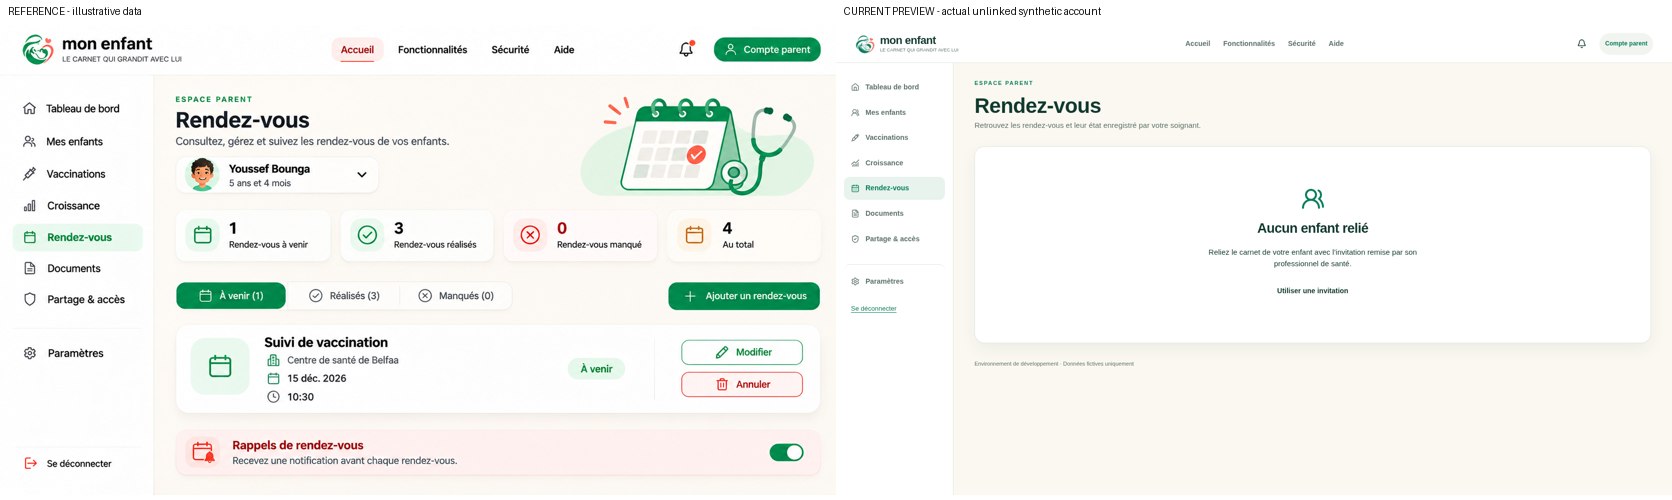 REFERENCE - illustrative data
mon enfant
LE CARNET QUI GRANDIT AVEC LUI
Accueil
Fonctionnalités
Sécurité
Aide
Compte parent
Tableau de bord
Mes enfants
Vaccinations
Croissance
Rendez-vous
Documents
Partage & accès
Paramètres
Se déconnecter
ESPACE PARENT
Rendez-vous
Consultez, gérez et suivez les rendez-vous de vos enfants.
Youssef Bounga
5 ans et 4 mois
1
Rendez-vous à venir
3
Rendez-vous réalisés
0
Rendez-vous manqué
4
Au total
À venir (1)
Réalisés (3)
Manqués (0)
Ajouter un rendez-vous
Suivi de vaccination
Centre de santé de Belfaa
15 déc. 2026
10:30
À venir
Modifier
Annuler
Rappels de rendez-vous
Recevez une notification avant chaque rendez-vous.
CURRENT PREVIEW - actual unlinked synthetic account
mon enfant
LE CARNET QUI GRANDIT AVEC LUI
Accueil
Fonctionnalités
Sécurité
Aide
Compte parent
Tableau de bord
Mes enfants
Vaccinations
Croissance
Rendez-vous
Documents
Partage & accès
Paramètres
Se déconnecter
ESPACE PARENT
Rendez-vous
Retrouvez les rendez-vous et leur état enregistré par votre soignant.
Aucun enfant relié
Reliez le carnet de votre enfant avec l'invitation remise par son
professionnel de santé.
Utiliser une invitation
Environnement de développement - Données fictives uniquement